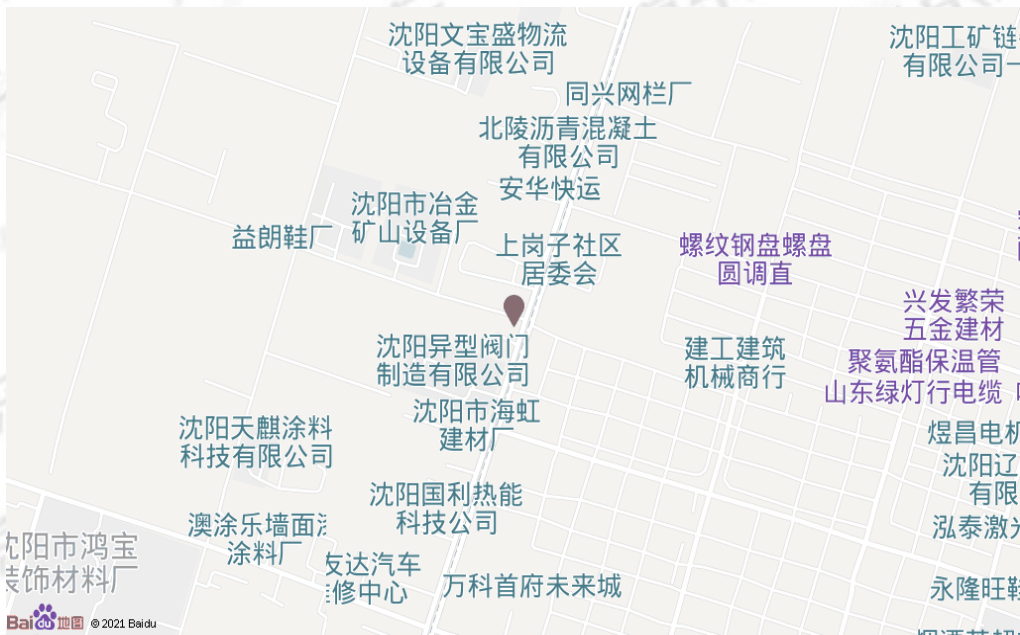 沈阳文宝盛物流
设备有限公司
沈阳工矿链
有限公司一
同兴网栏厂
北陵沥青混凝土
有限公司
安华快运
沈阳市冶金
矿山设备厂
益朗鞋厂
上岗子社区
居委会
螺纹钢盘螺盘
圆调直
兴发繁荣
五金建材
沈阳异型阀门
制造有限公司
建工建筑
机械商行
聚氨酯保温管
山东绿灯行电缆
沈阳市海虹
建材厂
沈阳天麒涂料
科技有限公司
煜昌电机
沈阳辽
有限
沈阳国利热能
科技公司
澳涂乐墙面
涂料厂
泓泰激光
沈阳市鸿宝
装饰材料厂
友达汽车
维修中心
万科首府未来城
永隆旺鞋
Bai du 地图 © 2021 Baidu